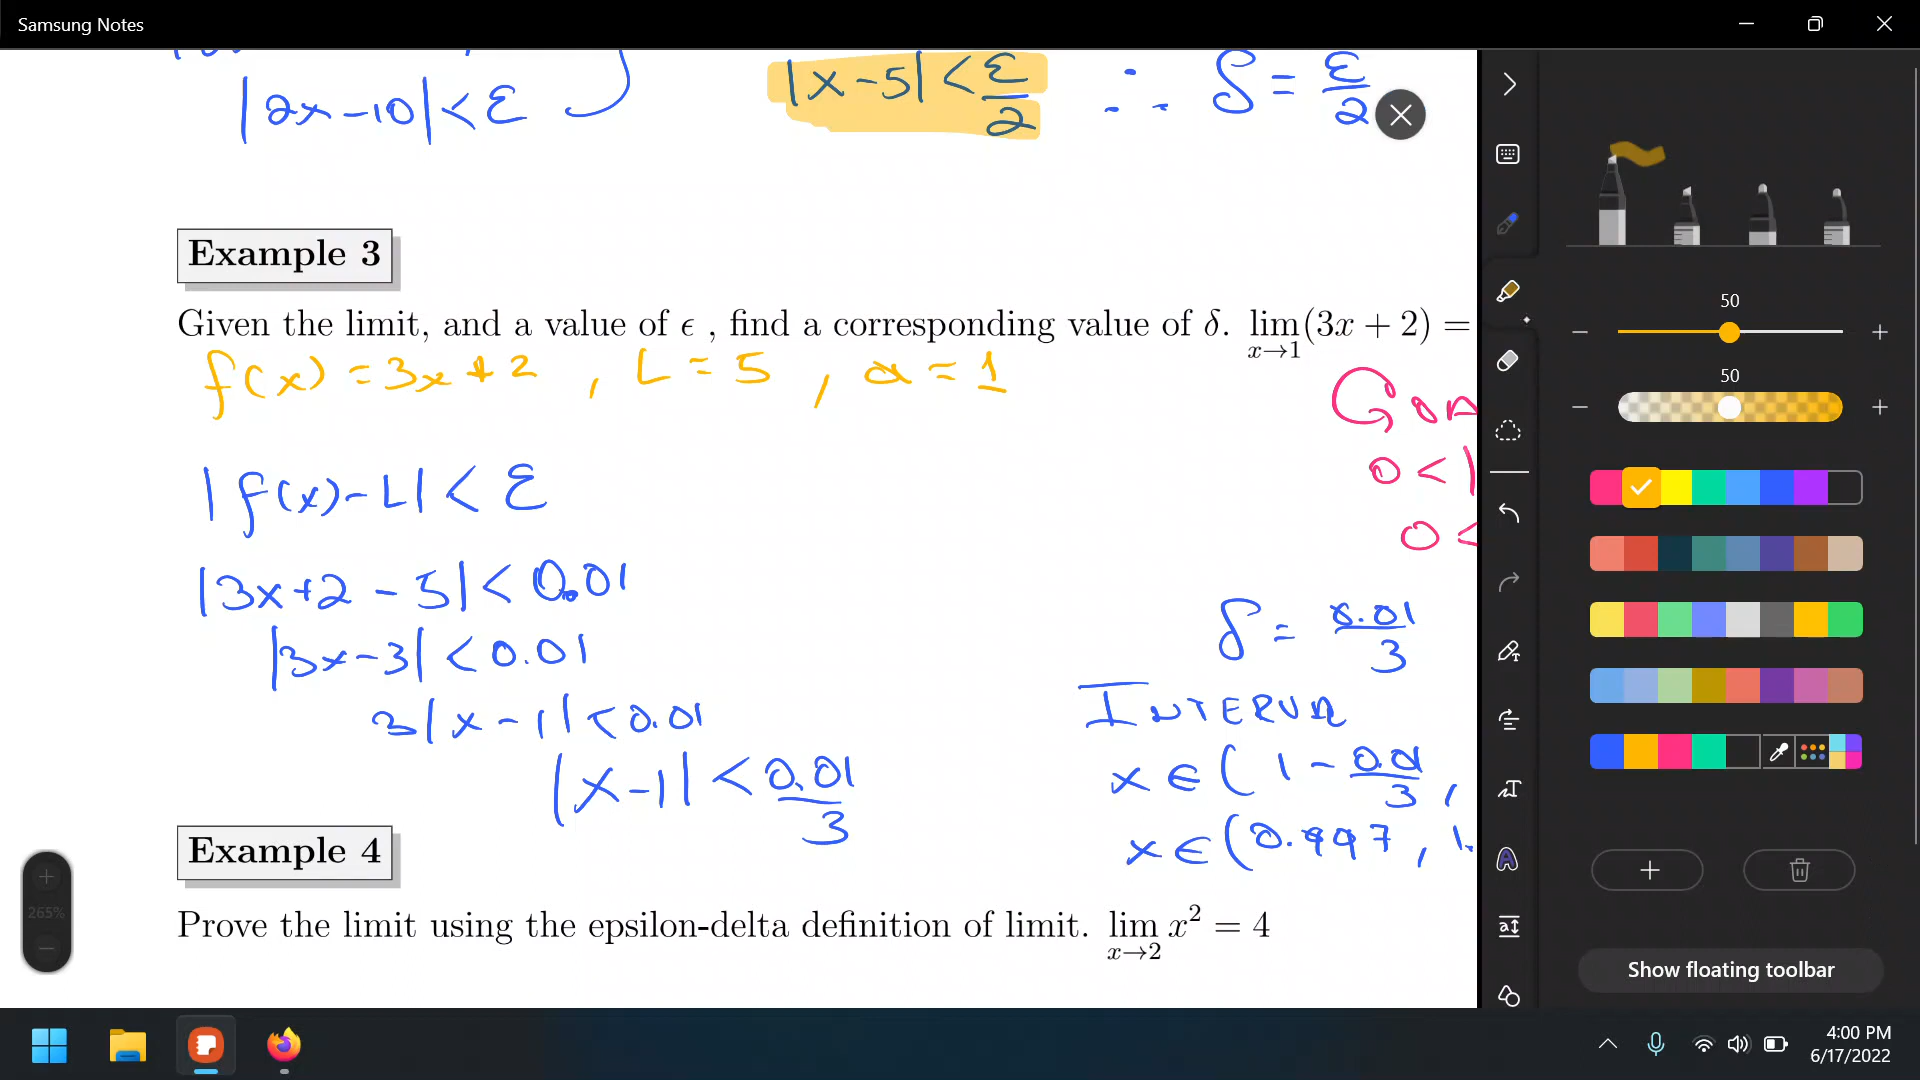 Samsung Notes
|2x-10| < ε
|x-5| < ε/2 ∴ δ = ε/2
Example 3
Given the limit, and a value of ϵ , find a corresponding value of δ. lim x→1 (3x + 2) =
f(x) = 3x + 2 , L = 5 , a = 1
0 < |
0 <
|f(x) - L| < ε
|3x+2 - 5| < 0.01
|3x-3| < 0.01
3|x-1| < 0.01
|x-1| < 0.01/3
δ = 0.01/3
INTERVAL
x ∈ (1 - 0.01/3 ,
x ∈ (0.997 , 1.
Example 4
Prove the limit using the epsilon-delta definition of limit. lim x→2 x² = 4
265%
50
50
Show floating toolbar
4:00 PM
6/17/2022